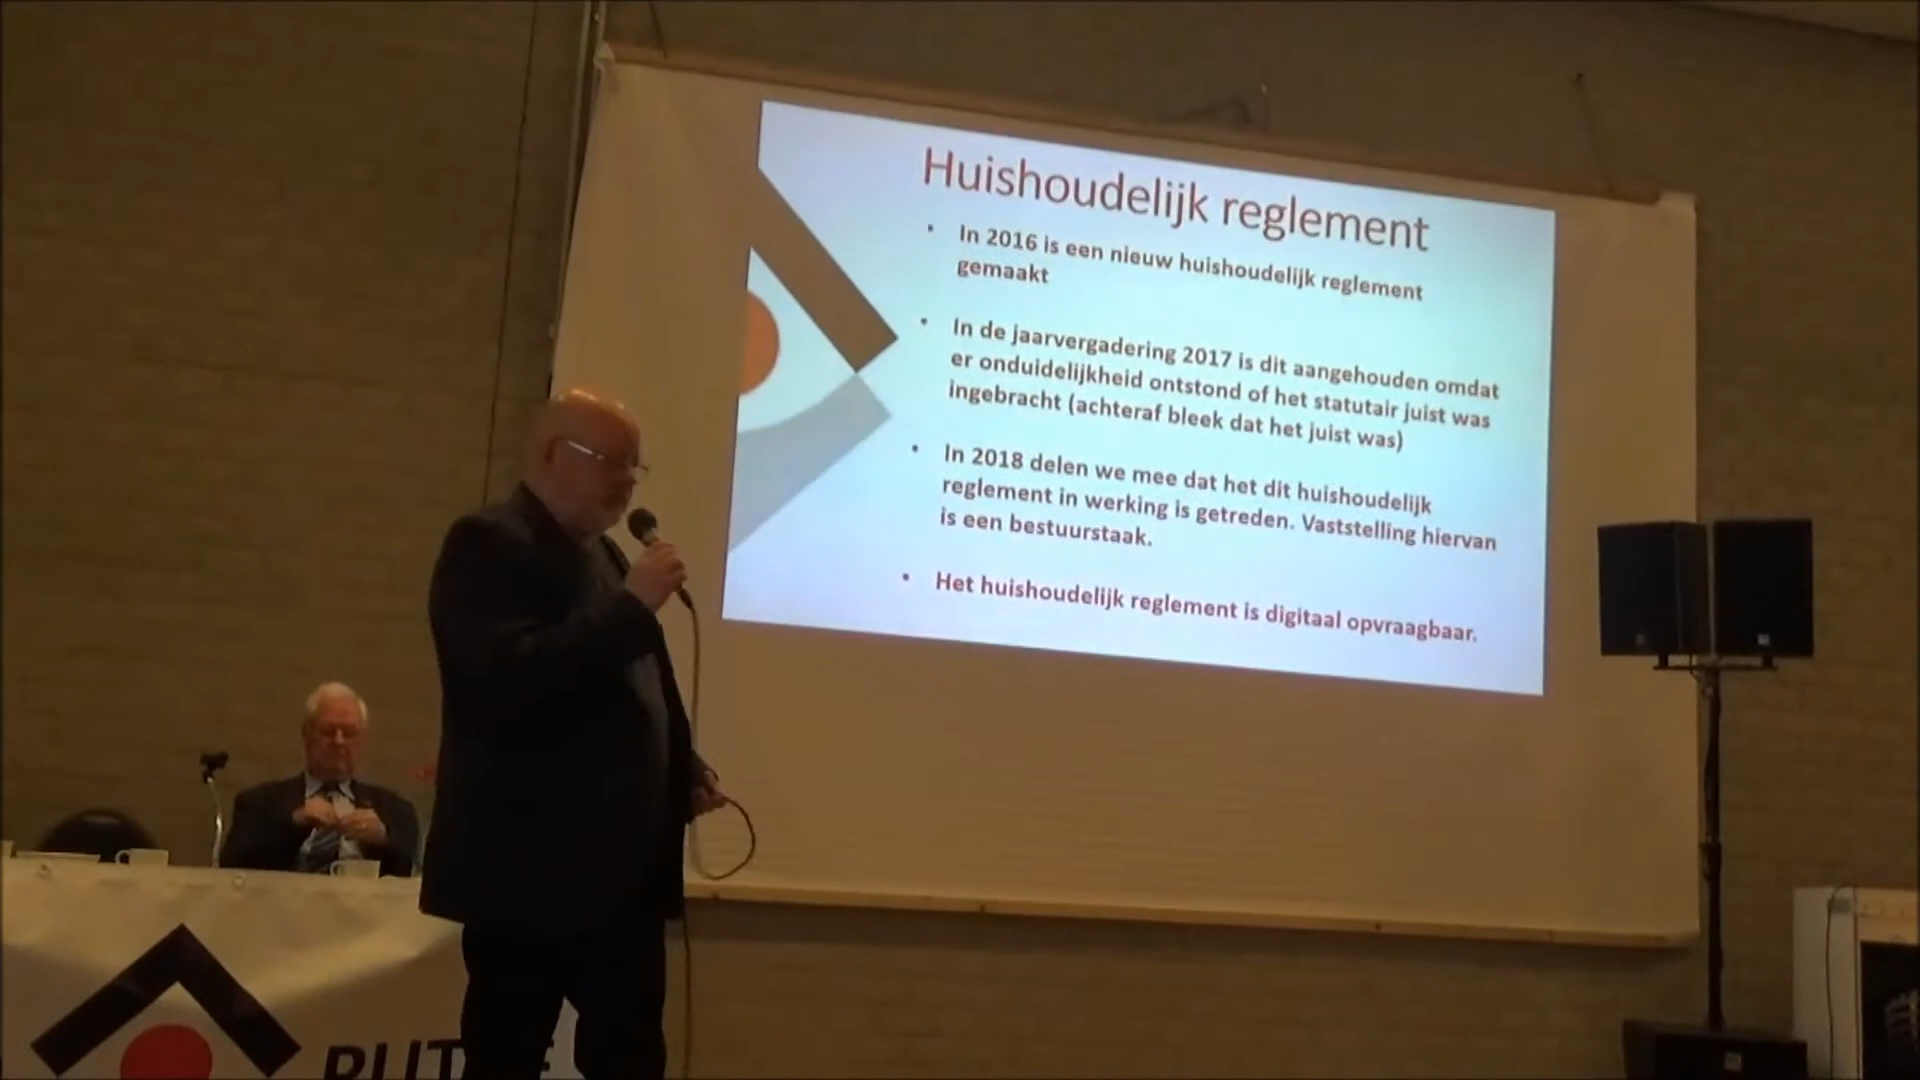 Huishoudelijk reglement
• In 2016 is een nieuw huishoudelijk reglement
gemaakt
• In de jaarvergadering 2017 is dit aangehouden omdat
er onduidelijkheid ontstond of het statutair juist was
ingebracht (achteraf bleek dat het juist was)
• In 2018 delen we mee dat het dit huishoudelijk
reglement in werking is getreden. Vaststelling hiervan
is een bestuurstaak.
• Het huishoudelijk reglement is digitaal opvraagbaar.